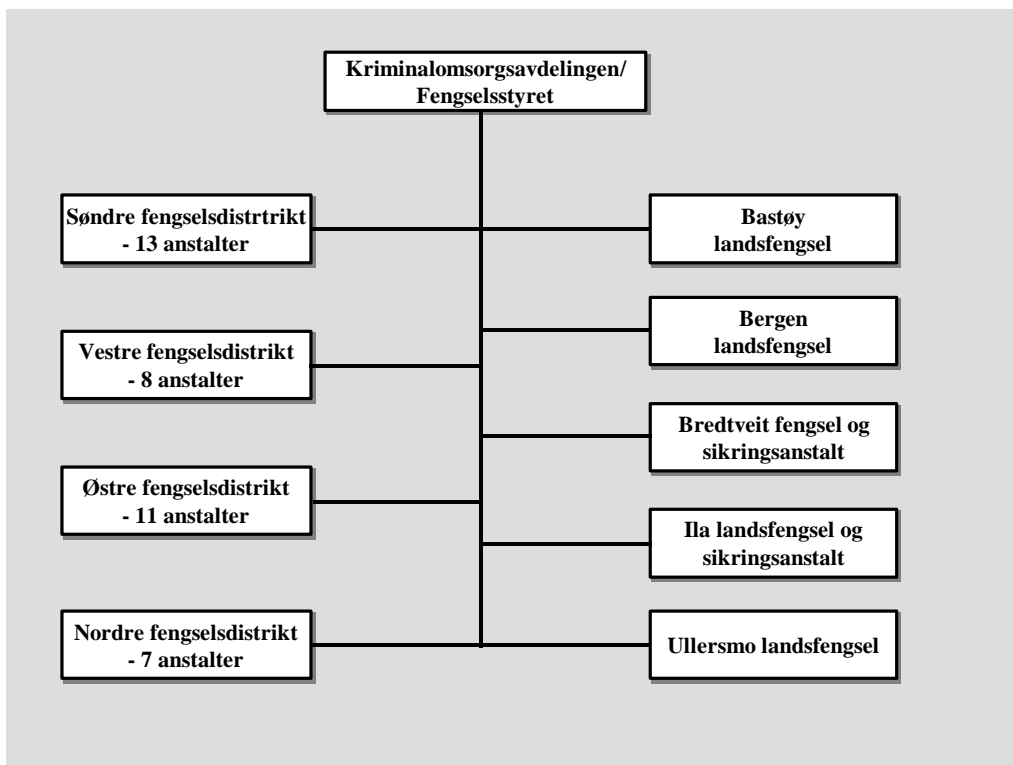 Kriminalomsorgsavdelingen/
Fengselsstyret
Søndre fengselsdistrtrikt
- 13 anstalter
Vestre fengselsdistrikt
- 8 anstalter
Østre fengselsdistrikt
- 11 anstalter
Nordre fengselsdistrikt
- 7 anstalter
Bastøy
landsfengsel
Bergen
landsfengsel
Bredtveit fengsel og
sikringsanstalt
Ila landsfengsel og
sikringsanstalt
Ullersmo landsfengsel